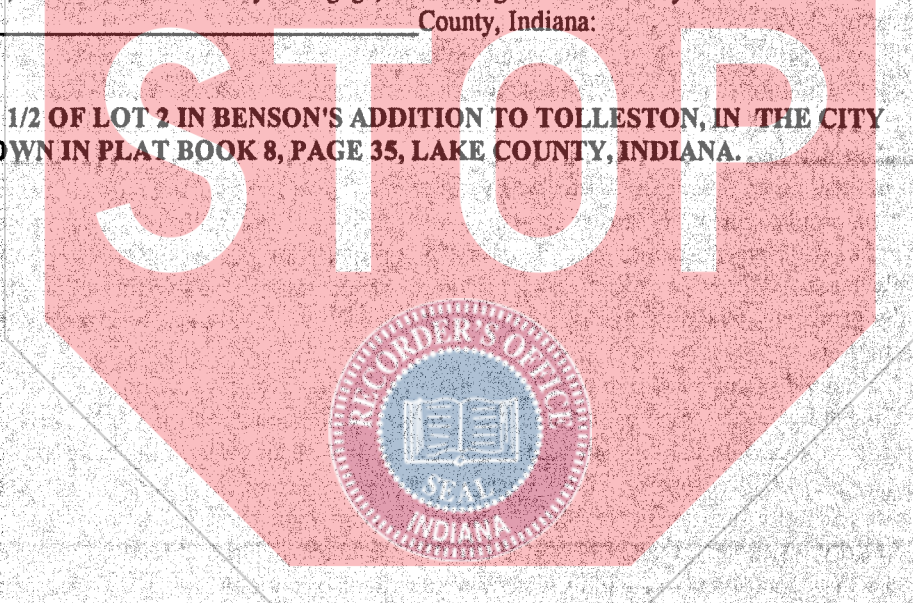 County, Indiana:
1/2 OF LOT 2 IN BENSON'S ADDITION TO TOLLESTON, IN THE CITY
OWN IN PLAT BOOK 8, PAGE 35, LAKE COUNTY, INDIANA.
STOP
RECORDER'S OFFICE
SEAL
INDIANA